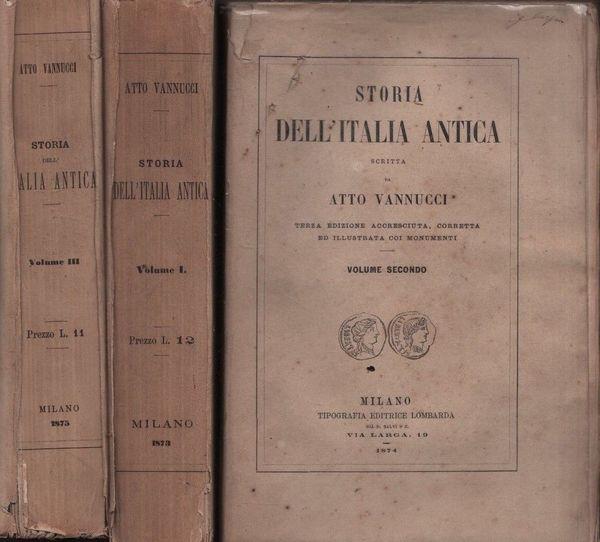 ATTO VANNUCCI
STORIA
DELL'
ALIA ANTICA
Volume III
Prezzo L. 11
MILANO
1875
ATTO VANNUCCI
STORIA
DELL'ITALIA ANTICA
Volume I.
Prezzo L. 12
MILANO
1873
STORIA
DELL'ITALIA ANTICA
SCRITTA
DA
ATTO VANNUCCI
TERZA EDIZIONE ACCRESCIUTA, CORRETTA
ED ILLUSTRATA COI MONUMENTI
VOLUME SECONDO
MILANO
TIPOGRAFIA EDITRICE LOMBARDA
GIÀ D. SALVI E C.
VIA LARGA, 19
1874